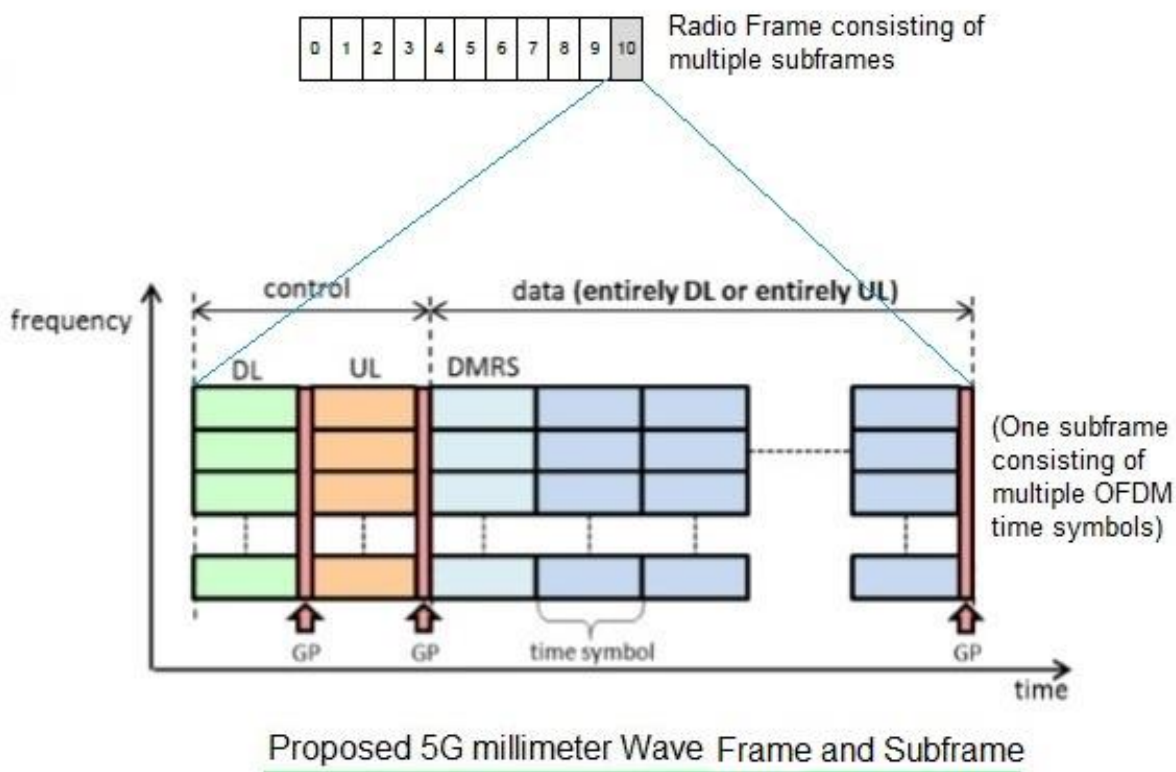 0 1 2 3 4 5 6 7 8 9 10
Radio Frame consisting of
multiple subframes
control
data (entirely DL or entirely UL)
frequency
DL UL DMRS
(One subframe
consisting of
multiple OFDM
time symbols)
GP GP time symbol GP
time
Proposed 5G millimeter Wave Frame and Subframe